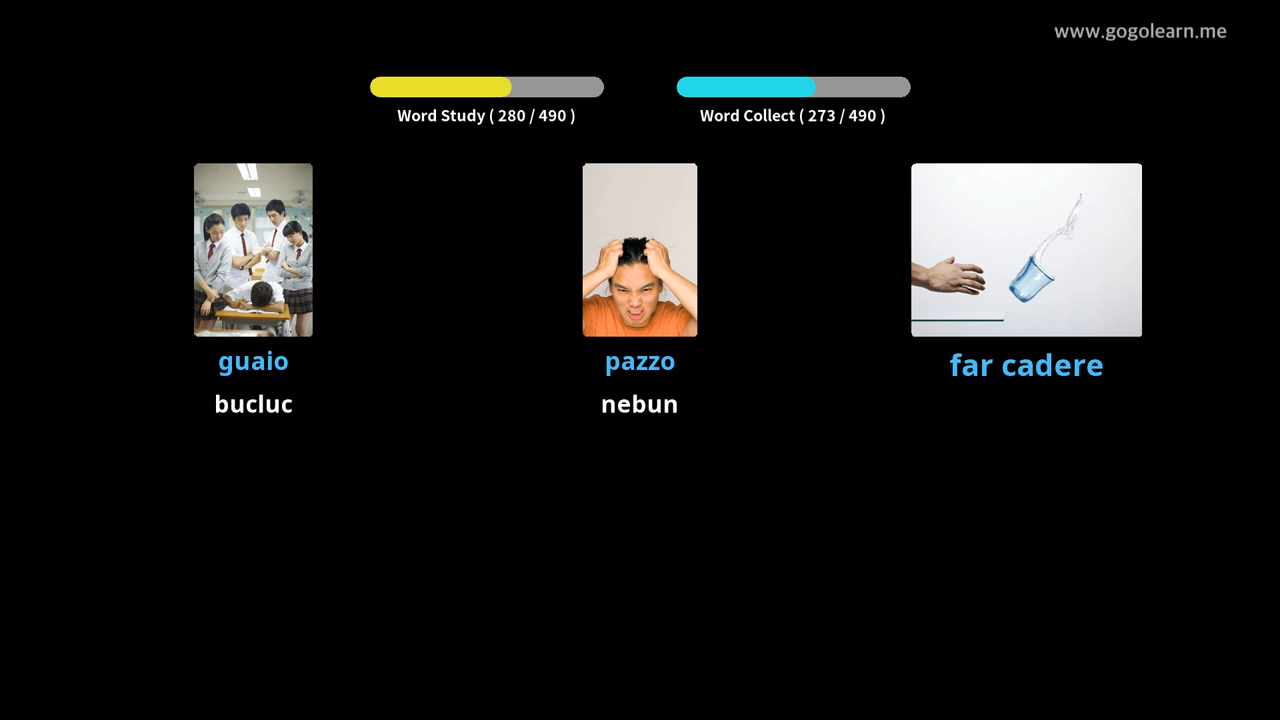 www.gogolearn.me
Word Study ( 280 / 490 )
Word Collect ( 273 / 490 )
guaio
pazzo
far cadere
bucluc
nebun